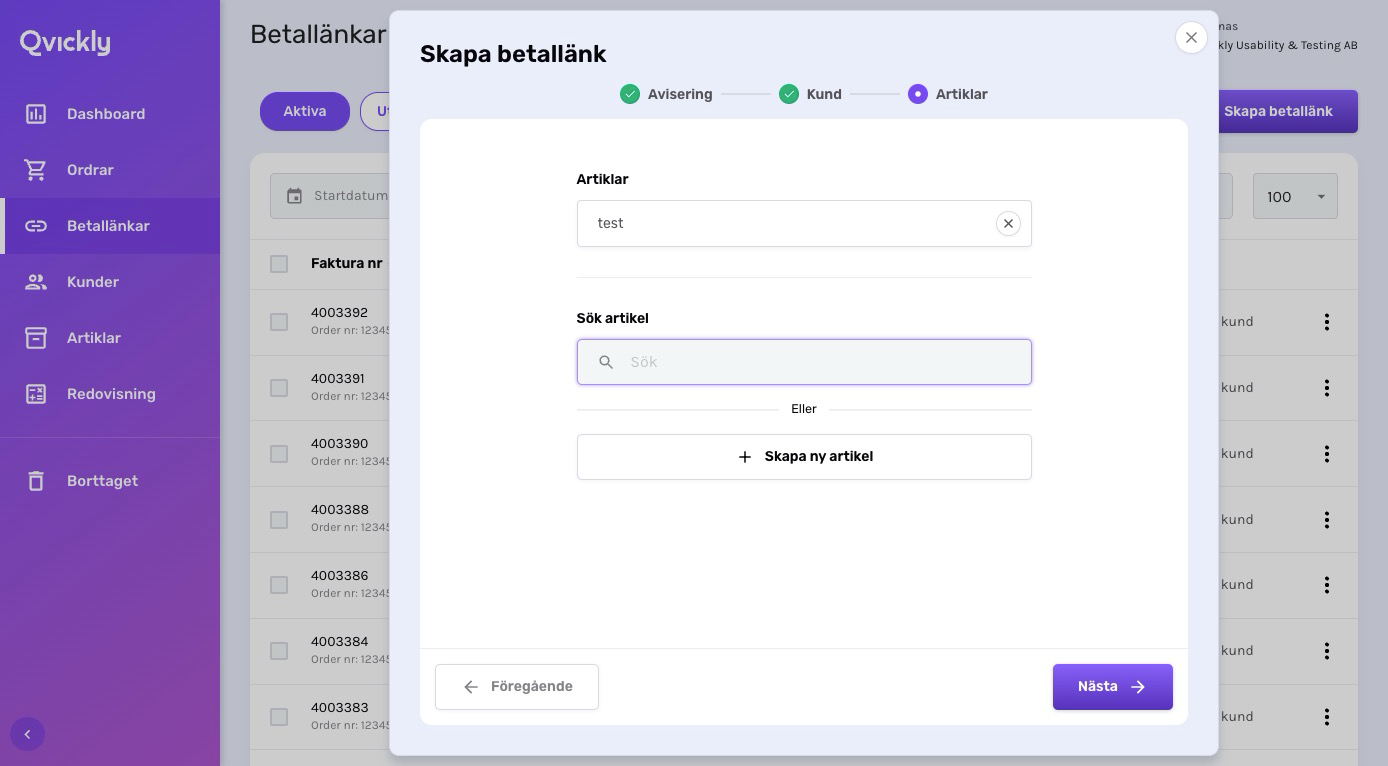 Qvickly
Dashboard
Ordrar
Betallänkar
Kunder
Artiklar
Redovisning
Borttaget
Betallänkar
kly Usability & Testing AB
Aktiva
Skapa betallänk
Startdatum
100
Faktura nr
4003392
Order nr: 12345
kund
4003391
Order nr: 12345
kund
4003390
Order nr: 12345
kund
4003388
Order nr: 12345
kund
4003386
Order nr: 12345
kund
4003384
Order nr: 12345
kund
4003383
Order nr: 12345
kund
Skapa betallänk
Avisering
Kund
Artiklar
Artiklar
test
Sök artikel
Sök
Eller
Skapa ny artikel
Föregående
Nästa